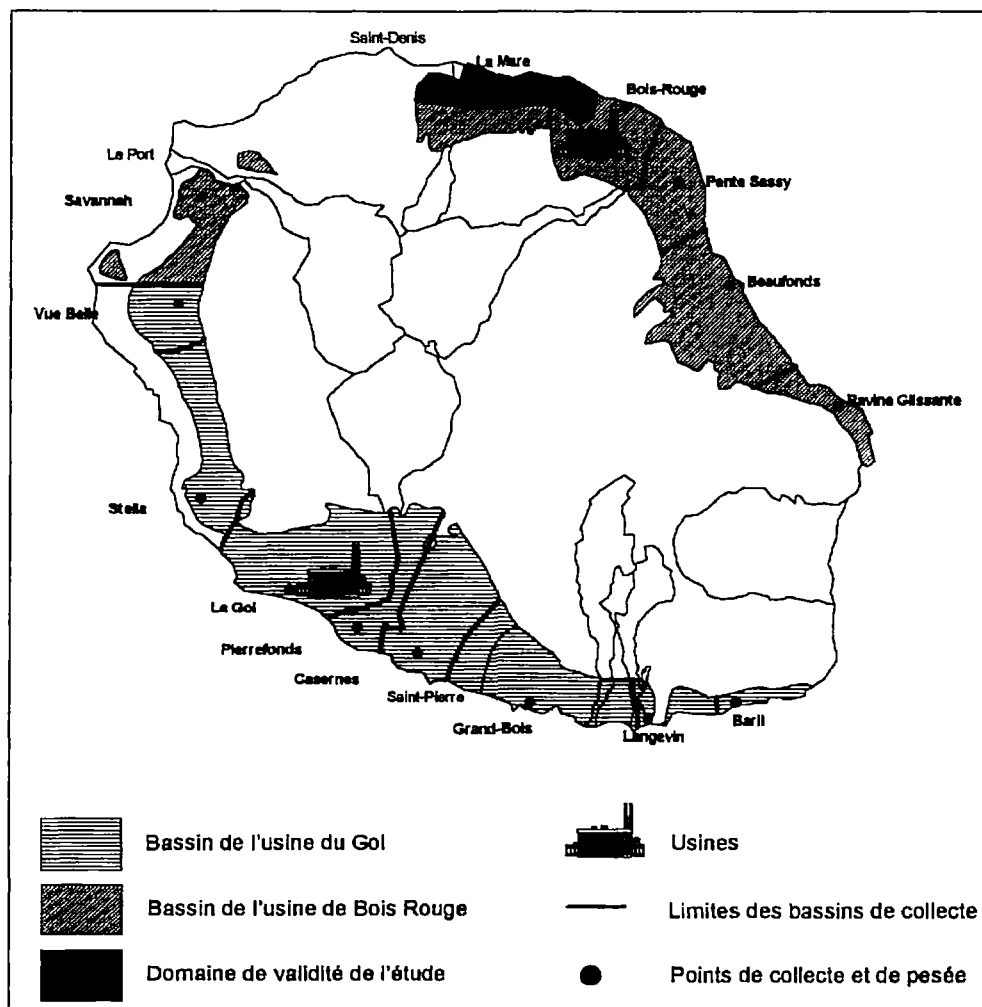 Saint-Denis
La Mare
Bois-Rouge
Le Port
Savannah
Pente Sassy
Beaufonds
Vue Belle
Ravine Glissante
Stella
Le Gol
Pierrefonds
Casernes
Saint-Pierre
Grand-Bois
Langevin
Baril
Bassin de l'usine du Gol
Usines
Bassin de l'usine de Bois Rouge
Limites des bassins de collecte
Domaine de validité de l'étude
Points de collecte et de pesée